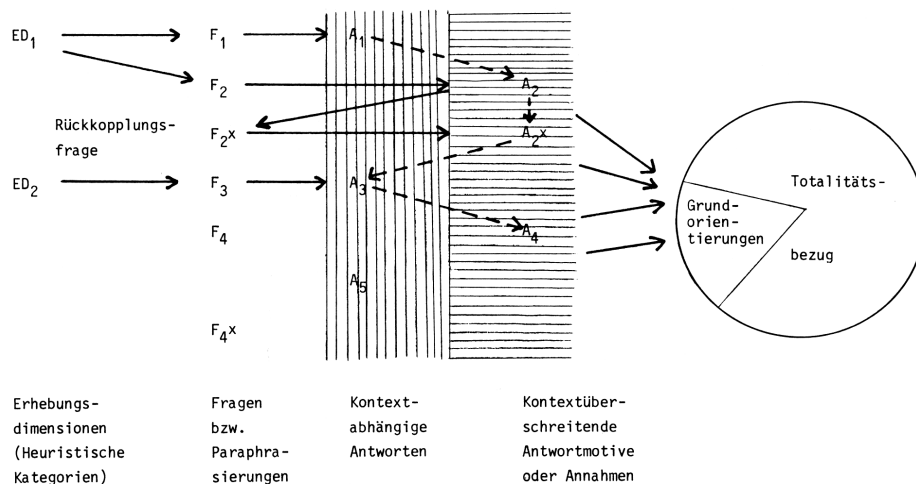 ED1 F1 A1
F2 A2
Rückkopplungs-
frage
F2x A2x
ED2 F3 A3
F4 A4
A5
F4x
Totalitäts-
bezug
Grund-
orien-
tierungen
Erhebungs-
dimensionen
(Heuristische
Kategorien)
Fragen
bzw.
Paraphra-
sierungen
Kontext-
abhängige
Antworten
Kontextüber-
schreitende
Antwortmotive
oder Annahmen